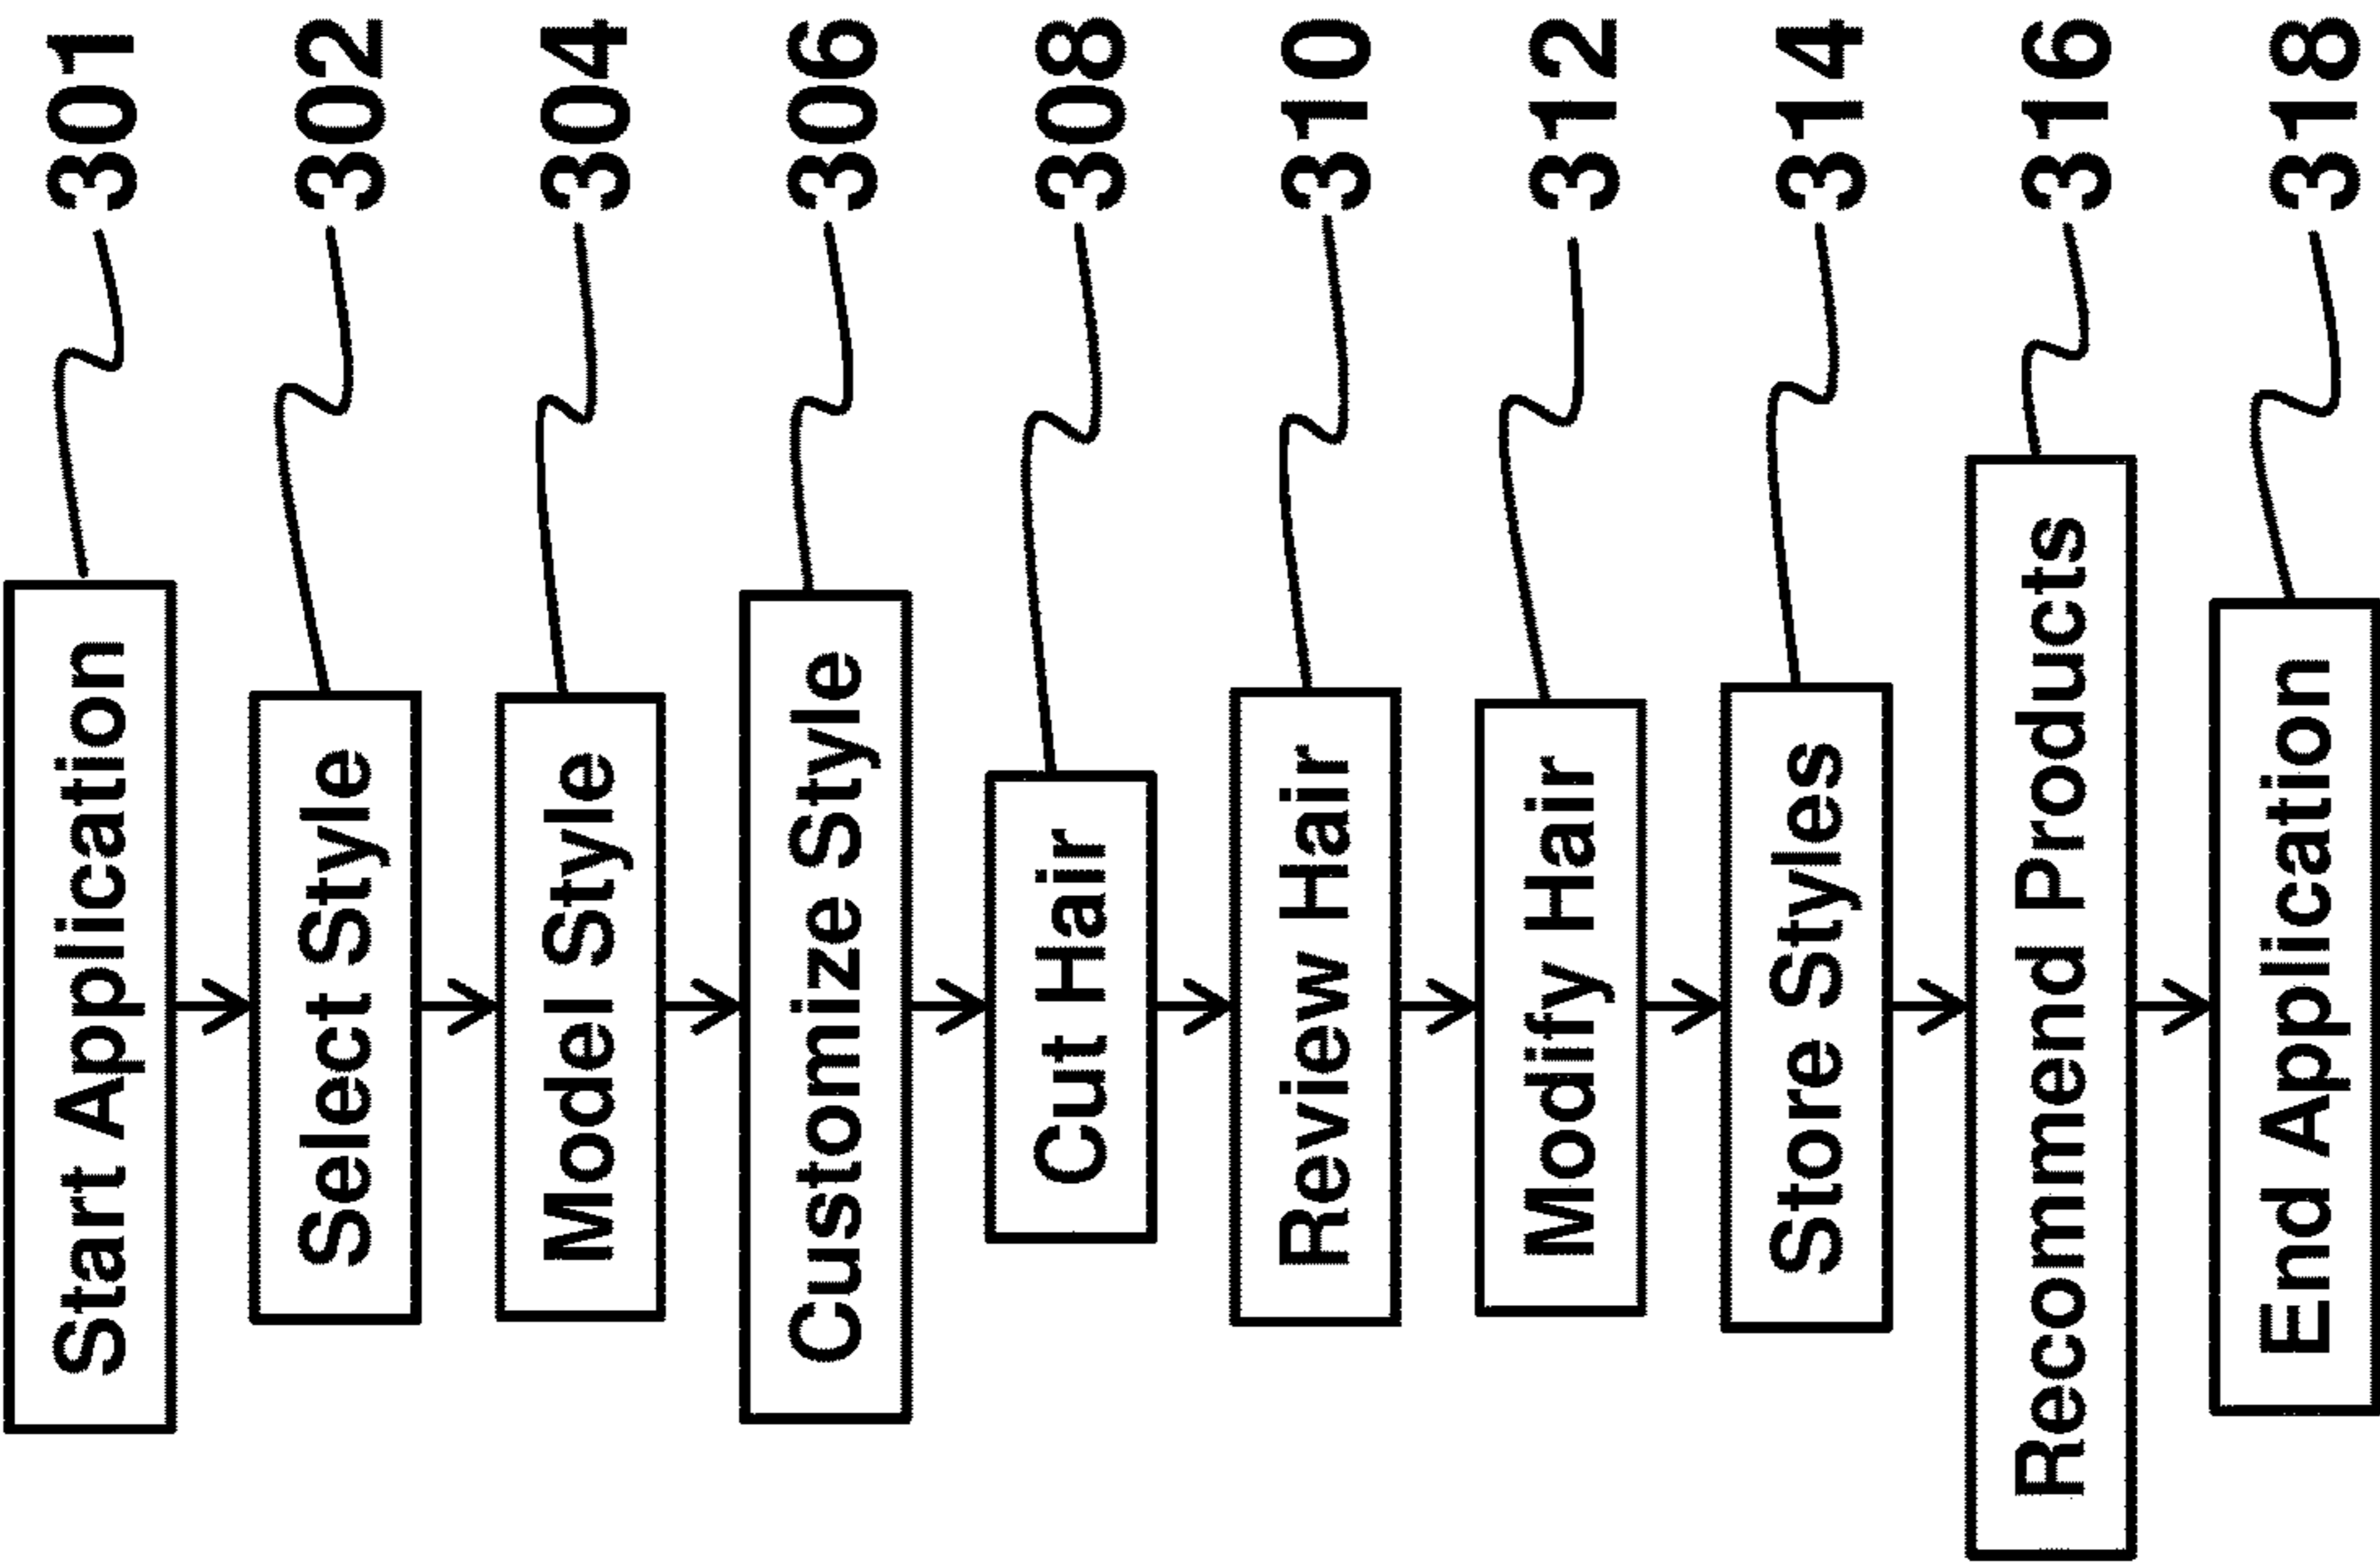 Start Application 301
Select Style 302
Model Style 304
Customize Style 306
Cut Hair 308
Review Hair 310
Modify Hair 312
Store Styles 314
Recommend Products 316
End Application 318